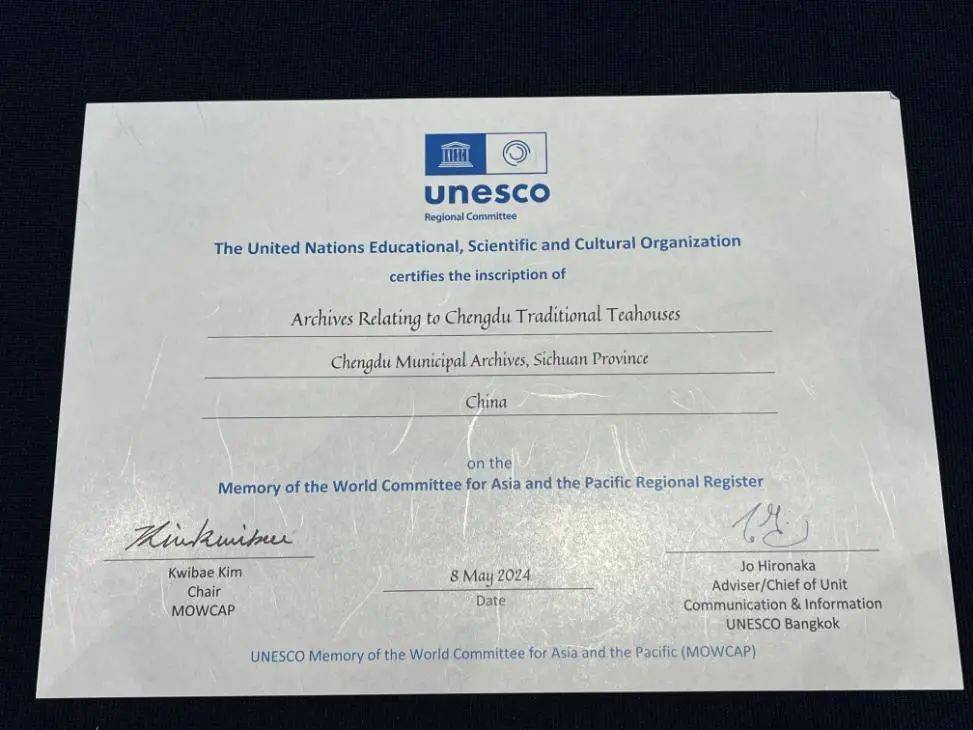 unesco
Regional Committee
The United Nations Educational, Scientific and Cultural Organization
certifies the inscription of
Archives Relating to Chengdu Traditional Teahouses
Chengdu Municipal Archives, Sichuan Province
China
on the
Memory of the World Committee for Asia and the Pacific Regional Register
Kwibae Kim
Chair
MOWCAP
8 May 2024
Date
Jo Hironaka
Adviser/Chief of Unit
Communication & Information
UNESCO Bangkok
UNESCO Memory of the World Committee for Asia and the Pacific (MOWCAP)